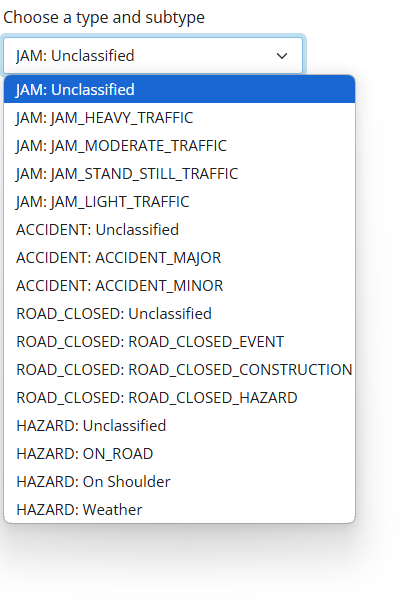 Choose a type and subtype
JAM: Unclassified
JAM: Unclassified
JAM: JAM_HEAVY_TRAFFIC
JAM: JAM_MODERATE_TRAFFIC
JAM: JAM_STAND_STILL_TRAFFIC
JAM: JAM_LIGHT_TRAFFIC
ACCIDENT: Unclassified
ACCIDENT: ACCIDENT_MAJOR
ACCIDENT: ACCIDENT_MINOR
ROAD_CLOSED: Unclassified
ROAD_CLOSED: ROAD_CLOSED_EVENT
ROAD_CLOSED: ROAD_CLOSED_CONSTRUCTION
ROAD_CLOSED: ROAD_CLOSED_HAZARD
HAZARD: Unclassified
HAZARD: ON_ROAD
HAZARD: On Shoulder
HAZARD: Weather